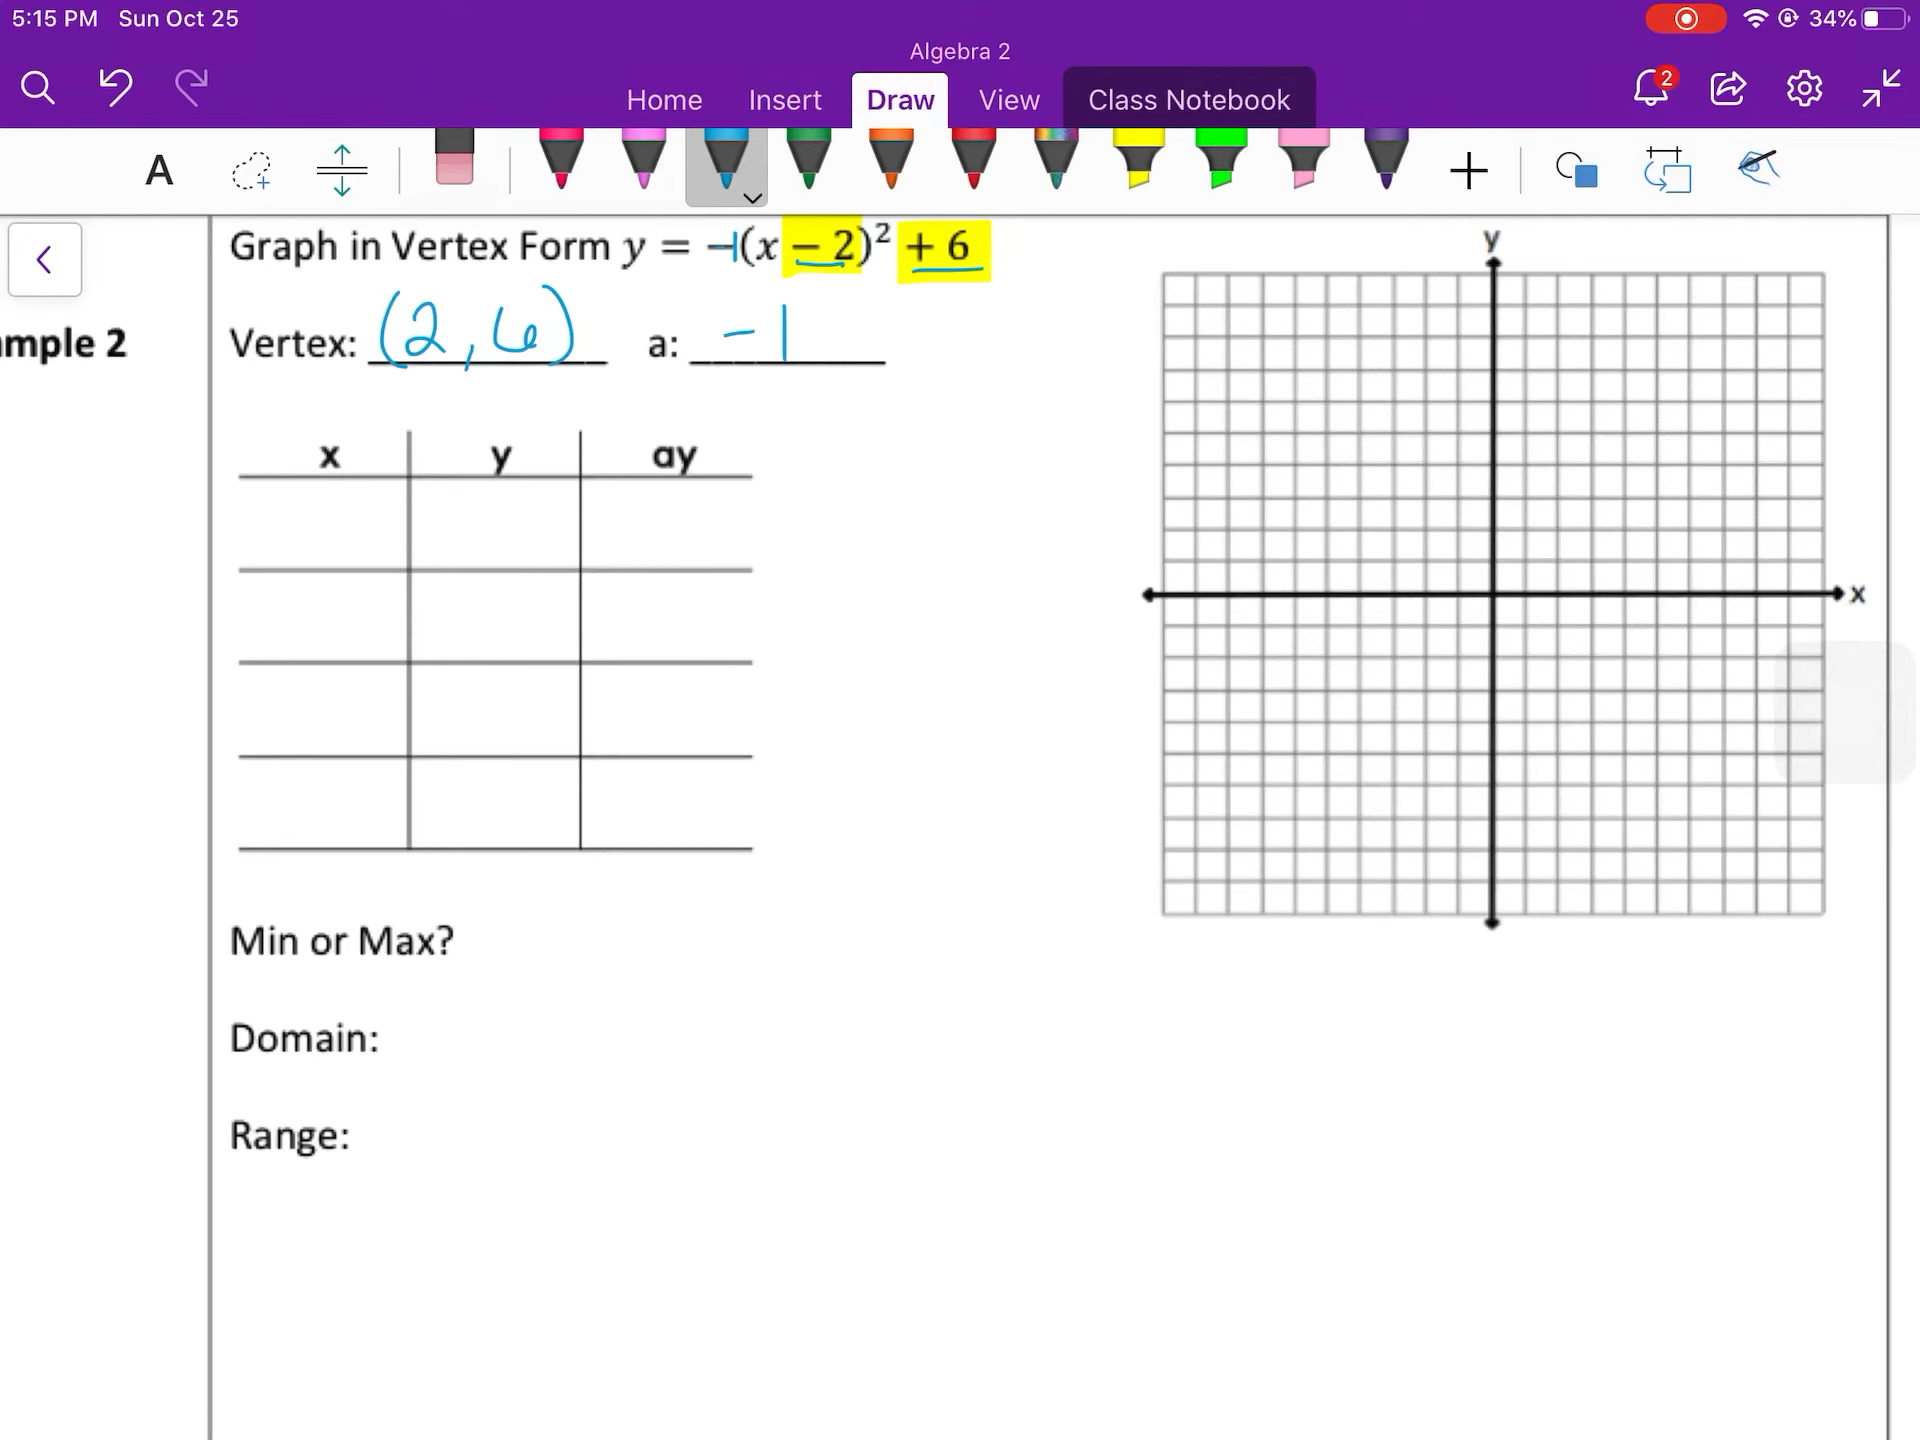 5:15 PM Sun Oct 25 34%
Algebra 2
Home Insert Draw View Class Notebook 2
A
Graph in Vertex Form y = -1(x - 2)² + 6
mple 2 Vertex: (2, 6) a: -1
x y ay
y
x
Min or Max?
Domain:
Range: